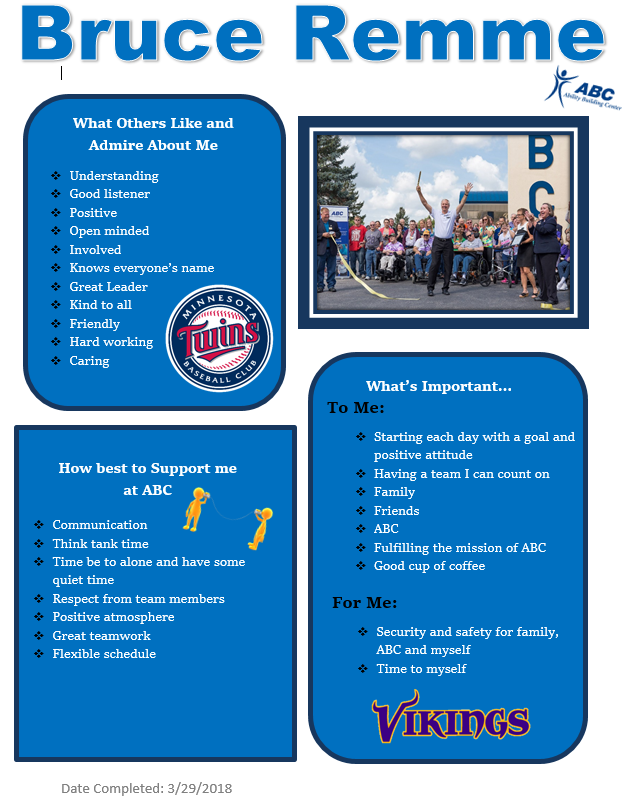 Bruce Remme
ABC
Ability Building Center
What Others Like and
Admire About Me
Understanding
Good listener
Positive
Open minded
Involved
Knows everyone's name
Great Leader
Kind to all
Friendly
Hard working
Caring
MINNESOTA
Twins
BASEBALL CLUB
B
C
ABC
How best to Support me
at ABC
Communication
Think tank time
Time be to alone and have some
quiet time
Respect from team members
Positive atmosphere
Great teamwork
Flexible schedule
What's Important...
To Me:
Starting each day with a goal and
positive attitude
Having a team I can count on
Family
Friends
ABC
Fulfilling the mission of ABC
Good cup of coffee
For Me:
Security and safety for family,
ABC and myself
Time to myself
VIKINGS
Date Completed: 3/29/2018